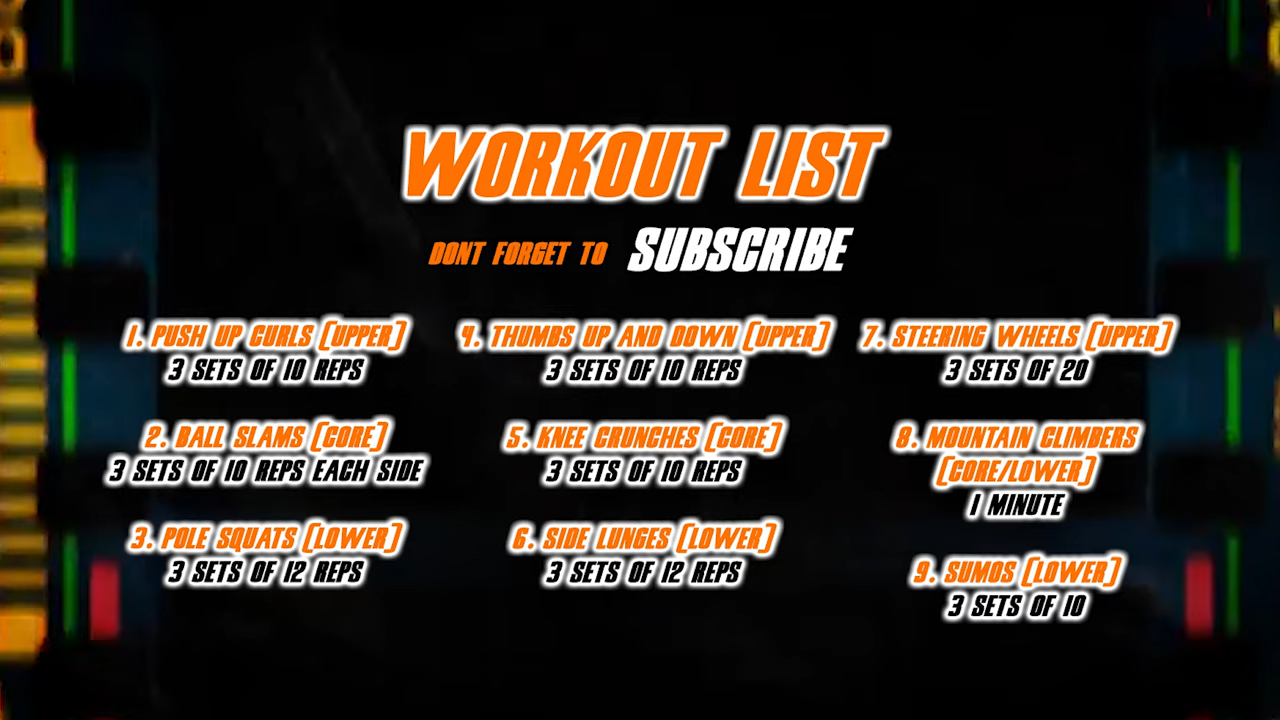 WORKOUT LIST
DONT FORGET TO SUBSCRIBE
1. PUSH UP CURLS (UPPER)
3 SETS OF 10 REPS
2. BALL SLAMS (CORE)
3 SETS OF 10 REPS EACH SIDE
3. POLE SQUATS (LOWER)
3 SETS OF 12 REPS
4. THUMBS UP AND DOWN (UPPER)
3 SETS OF 10 REPS
5. KNEE CRUNCHES (CORE)
3 SETS OF 10 REPS
6. SIDE LUNGES (LOWER)
3 SETS OF 12 REPS
7. STEERING WHEELS (UPPER)
3 SETS OF 20
8. MOUNTAIN CLIMBERS
(CORE/LOWER)
1 MINUTE
9. SUMOS (LOWER)
3 SETS OF 10